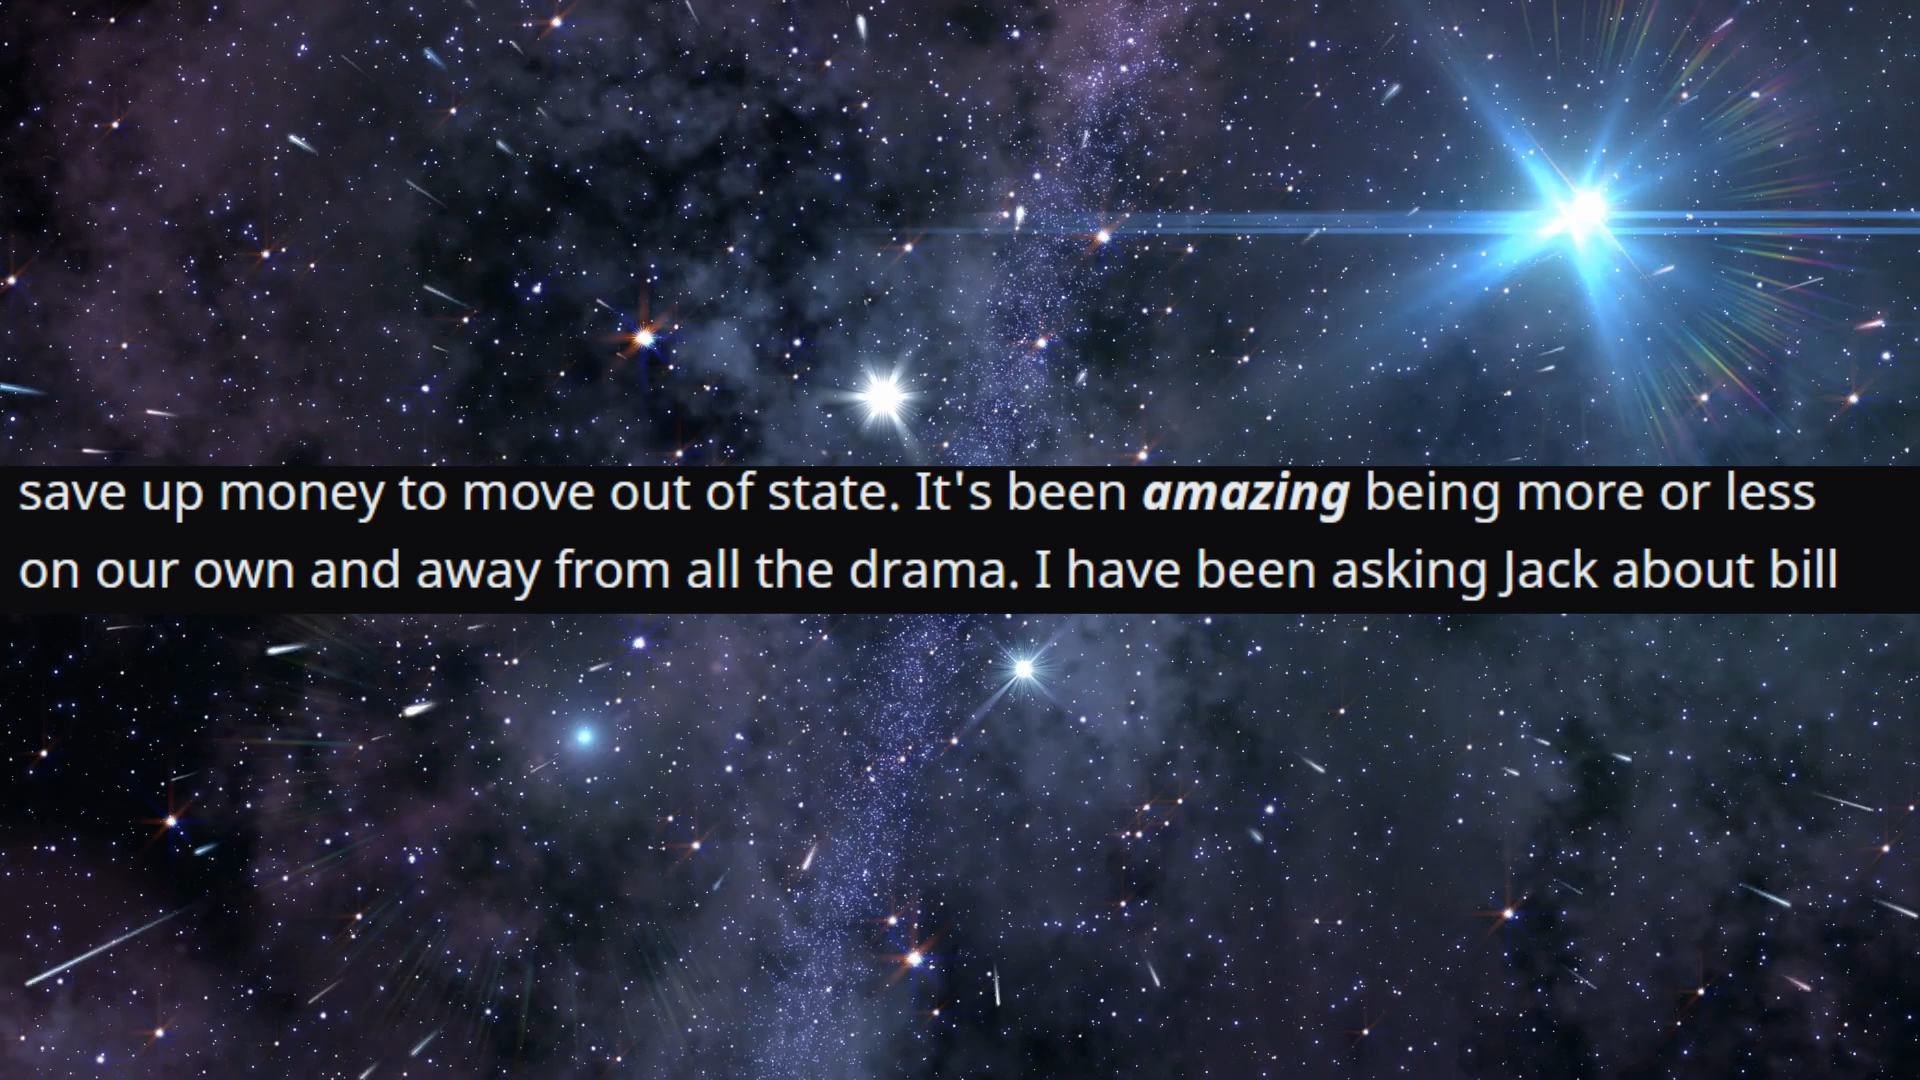 save up money to move out of state. It's been amazing being more or less
on our own and away from all the drama. I have been asking Jack about bill